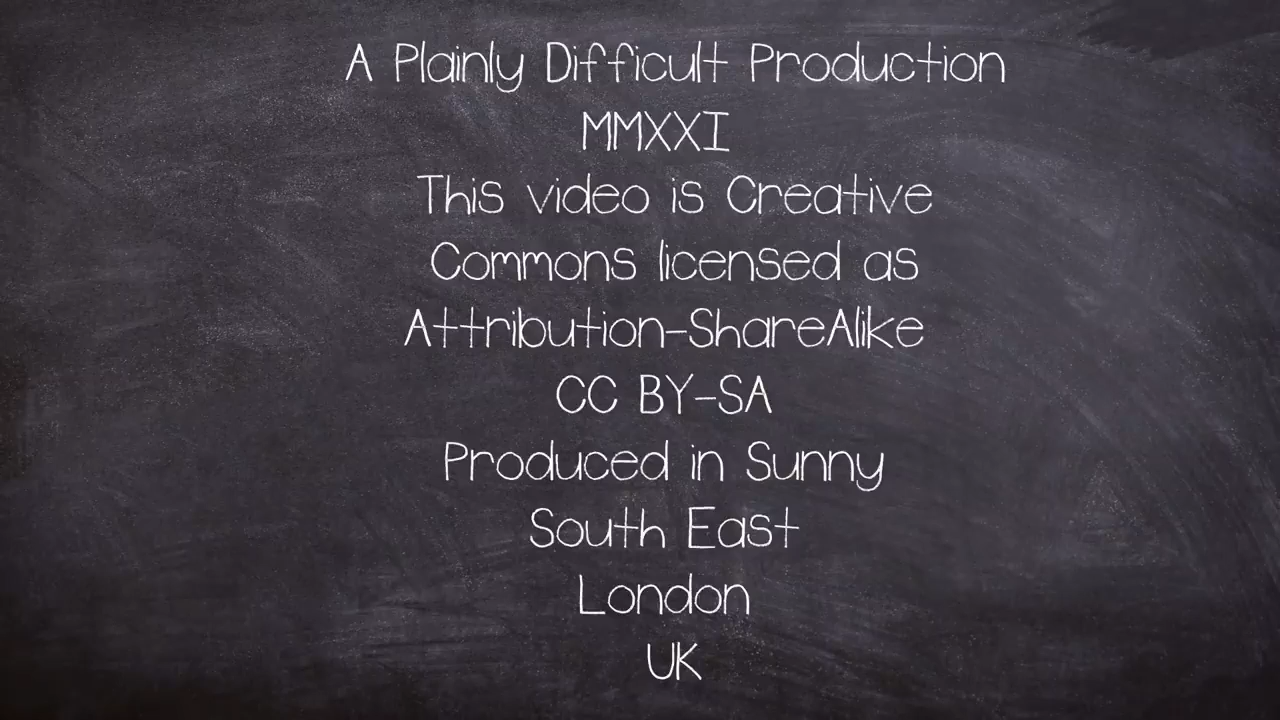 A Plainly Difficult Production
MMXXI
This video is Creative
Commons licensed as
Attribution-ShareAlike
CC BY-SA
Produced in Sunny
South East
London
UK